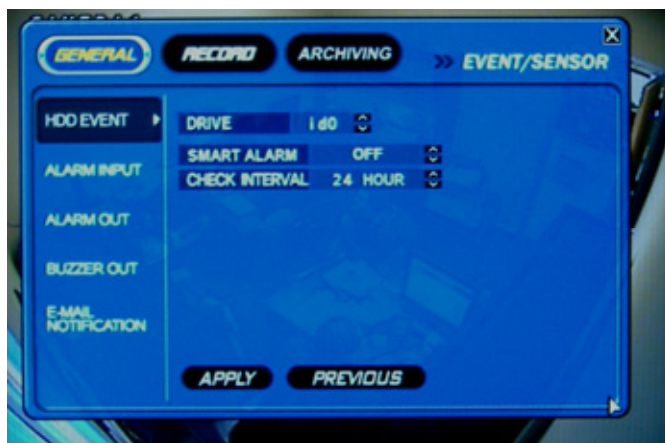 GENERAL RECORD ARCHIVING >> EVENT/SENSOR
HDD EVENT
DRIVE id0
SMART ALARM OFF
CHECK INTERVAL 24 HOUR
ALARM INPUT
ALARM OUT
BUZZER OUT
E-MAIL
NOTIFICATION
APPLY PREVIOUS